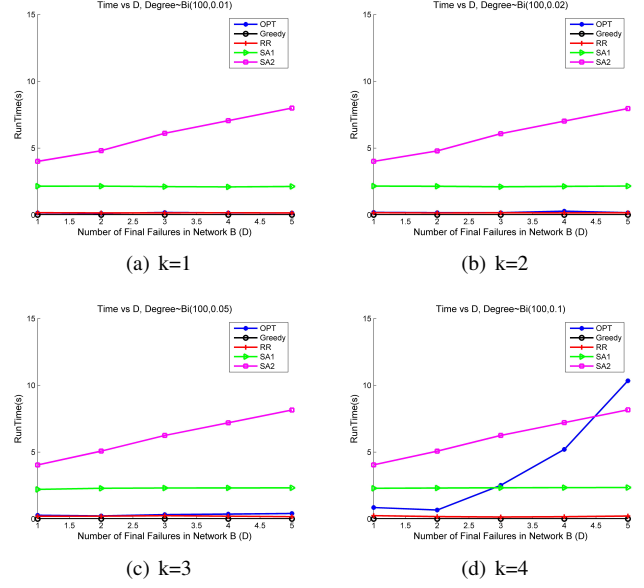 Time vs D, Degree~Bi(100,0.01)
15
10
5
0
RunTime(s)
OPT
Greedy
RR
SA1
SA2
1 1.5 2 2.5 3 3.5 4 4.5 5
Number of Final Failures in Network B (D)
(a) k=1
Time vs D, Degree~Bi(100,0.02)
15
10
5
0
RunTime(s)
OPT
Greedy
RR
SA1
SA2
1 1.5 2 2.5 3 3.5 4 4.5 5
Number of Final Failures in Network B (D)
(b) k=2
Time vs D, Degree~Bi(100,0.05)
15
10
5
0
RunTime(s)
OPT
Greedy
RR
SA1
SA2
1 1.5 2 2.5 3 3.5 4 4.5 5
Number of Final Failures in Network B (D)
(c) k=3
Time vs D, Degree~Bi(100,0.1)
15
10
5
0
RunTime(s)
OPT
Greedy
RR
SA1
SA2
1 1.5 2 2.5 3 3.5 4 4.5 5
Number of Final Failures in Network B (D)
(d) k=4